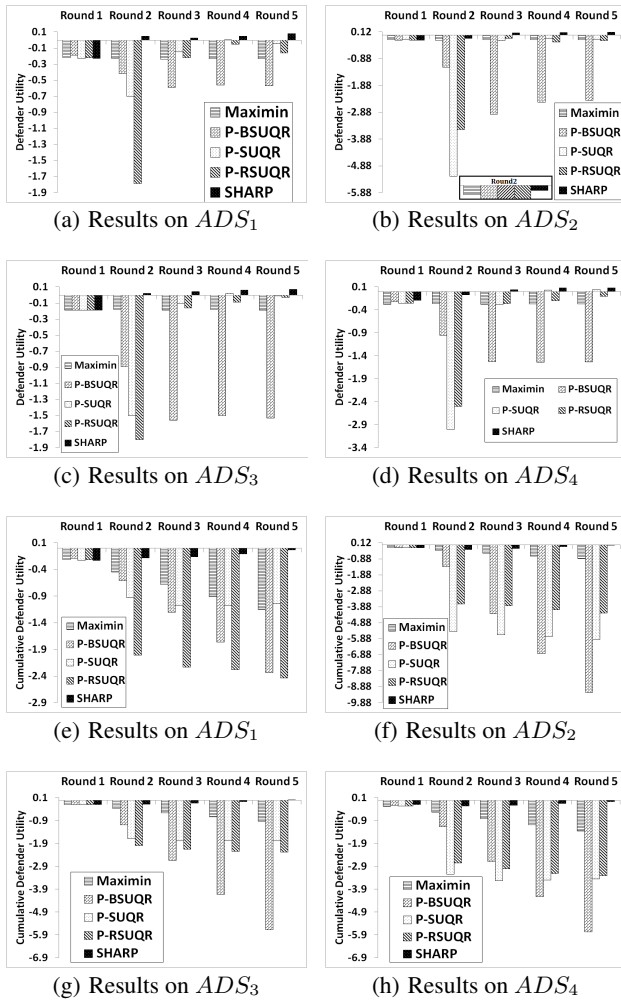 Round 1 Round 2 Round 3 Round 4 Round 5
Defender Utility
0.1
-0.1
-0.3
-0.5
-0.7
-0.9
-1.1
-1.3
-1.5
-1.7
-1.9
Maximin
P-BSUQR
P-SUQR
P-RSUQR
SHARP
(a) Results on ADS1
Round 1 Round 2 Round 3 Round 4 Round 5
Defender Utility
0.12
-0.88
-1.88
-2.88
-3.88
-4.88
-5.88
Maximin
P-BSUQR
P-SUQR
P-RSUQR
SHARP
Round2
(b) Results on ADS2
Round 1 Round 2 Round 3 Round 4 Round 5
Defender Utility
0.1
-0.1
-0.3
-0.5
-0.7
-0.9
-1.1
-1.3
-1.5
-1.7
-1.9
Maximin
P-BSUQR
P-SUQR
P-RSUQR
SHARP
(c) Results on ADS3
Round 1 Round 2 Round 3 Round 4 Round 5
Defender Utility
0.1
-0.4
-0.9
-1.4
-1.9
-2.4
-2.9
-3.4
Maximin P-BSUQR
P-SUQR P-RSUQR
SHARP
(d) Results on ADS4
Round 1 Round 2 Round 3 Round 4 Round 5
Cumulative Defender Utility
0.1
-0.4
-0.9
-1.4
-1.9
-2.4
-2.9
Maximin
P-BSUQR
P-SUQR
P-RSUQR
SHARP
(e) Results on ADS1
Round 1 Round 2 Round 3 Round 4 Round 5
Cumulative Defender Utility
0.12
-0.88
-1.88
-2.88
-3.88
-4.88
-5.88
-6.88
-7.88
-8.88
-9.88
Maximin
P-BSUQR
P-SUQR
P-RSUQR
SHARP
(f) Results on ADS2
Round 1 Round 2 Round 3 Round 4 Round 5
Cumulative Defender Utility
0.1
-0.9
-1.9
-2.9
-3.9
-4.9
-5.9
-6.9
Maximin
P-BSUQR
P-SUQR
P-RSUQR
SHARP
(g) Results on ADS3
Round 1 Round 2 Round 3 Round 4 Round 5
Cumulative Defender Utility
0.1
-0.9
-1.9
-2.9
-3.9
-4.9
-5.9
-6.9
Maximin
P-BSUQR
P-SUQR
P-RSUQR
SHARP
(h) Results on ADS4